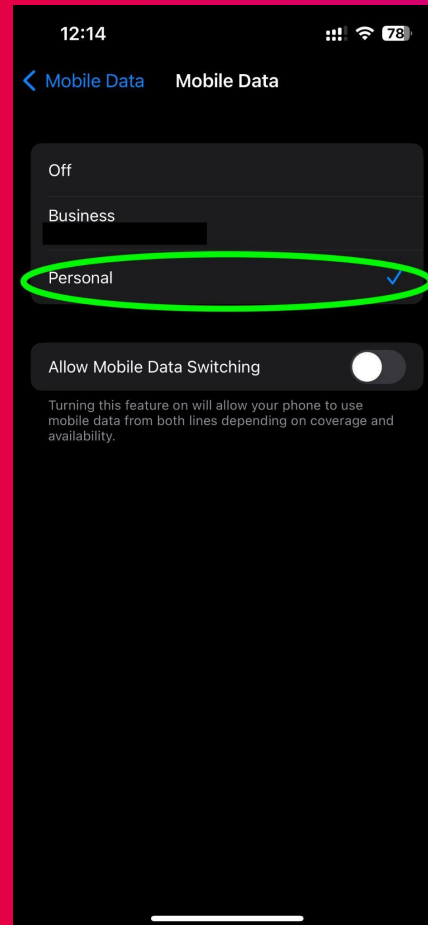 12:14
78
Mobile Data
Mobile Data
Off
Business
Personal
Allow Mobile Data Switching
Turning this feature on will allow your phone to use
mobile data from both lines depending on coverage and
availability.